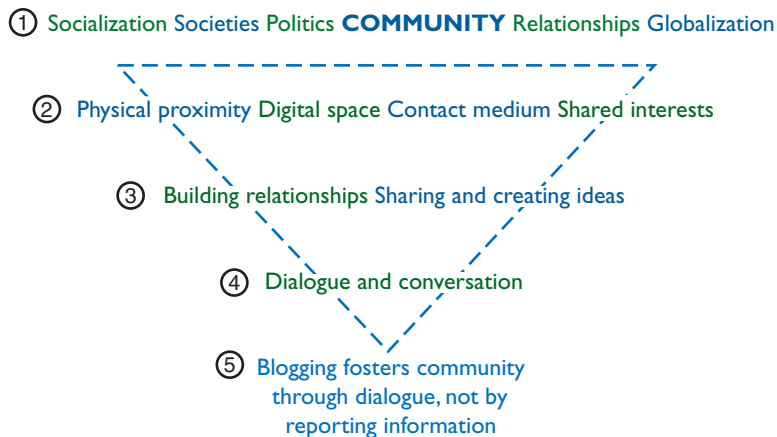 ① Socialization Societies Politics COMMUNITY Relationships Globalization
② Physical proximity Digital space Contact medium Shared interests
③ Building relationships Sharing and creating ideas
④ Dialogue and conversation
⑤ Blogging fosters community
through dialogue, not by
reporting information